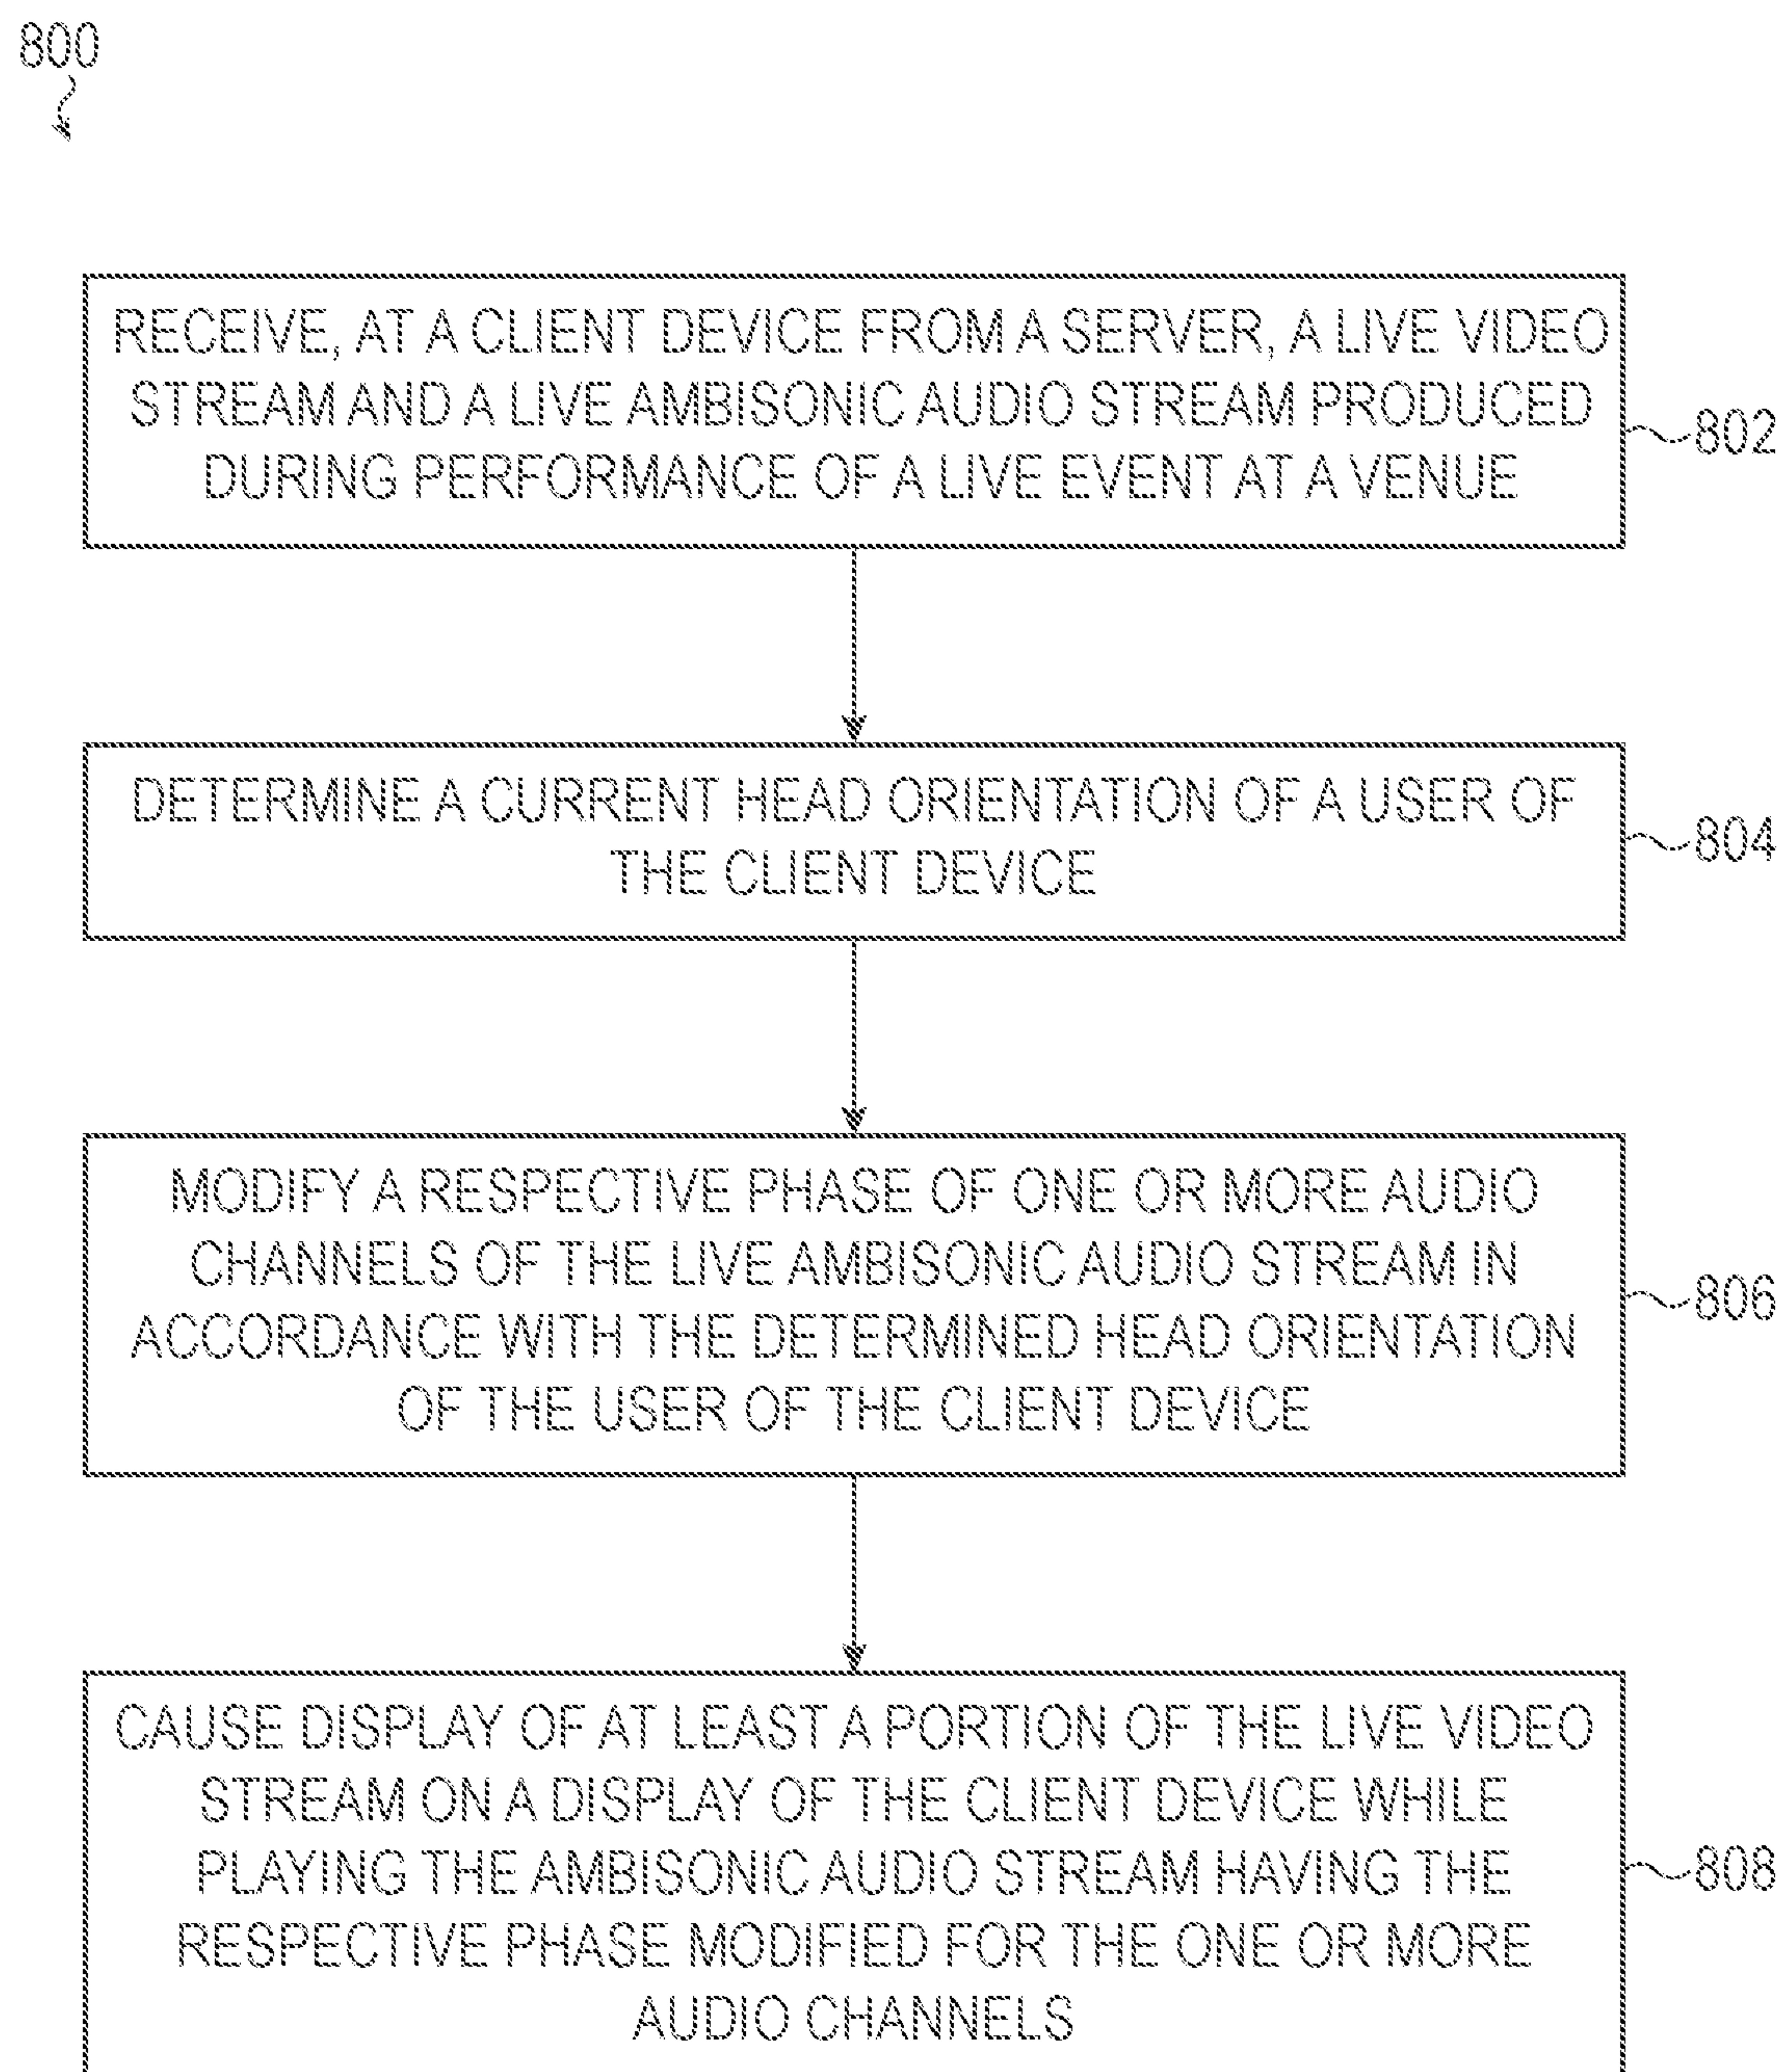 800
RECEIVE, AT A CLIENT DEVICE FROM A SERVER, A LIVE VIDEO
STREAM AND A LIVE AMBISONIC AUDIO STREAM PRODUCED
DURING PERFORMANCE OF A LIVE EVENT AT A VENUE
802
DETERMINE A CURRENT HEAD ORIENTATION OF A USER OF
THE CLIENT DEVICE
804
MODIFY A RESPECTIVE PHASE OF ONE OR MORE AUDIO
CHANNELS OF THE LIVE AMBISONIC AUDIO STREAM IN
ACCORDANCE WITH THE DETERMINED HEAD ORIENTATION
OF THE USER OF THE CLIENT DEVICE
806
CAUSE DISPLAY OF AT LEAST A PORTION OF THE LIVE VIDEO
STREAM ON A DISPLAY OF THE CLIENT DEVICE WHILE
PLAYING THE AMBISONIC AUDIO STREAM HAVING THE
RESPECTIVE PHASE MODIFIED FOR THE ONE OR MORE
AUDIO CHANNELS
808